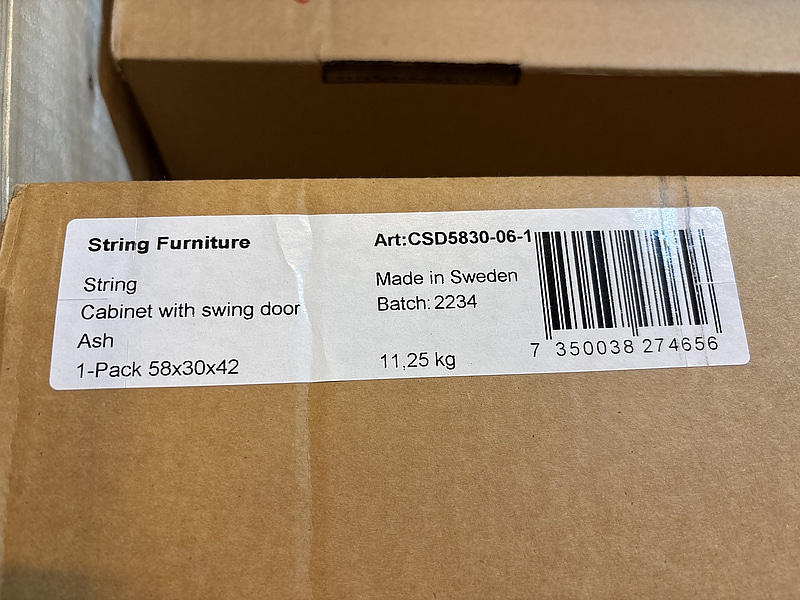 String Furniture
String
Cabinet with swing door
Ash
1-Pack 58x30x42
Art:CSD5830-06-1
Made in Sweden
Batch: 2234
11,25 kg
7 350038 274656